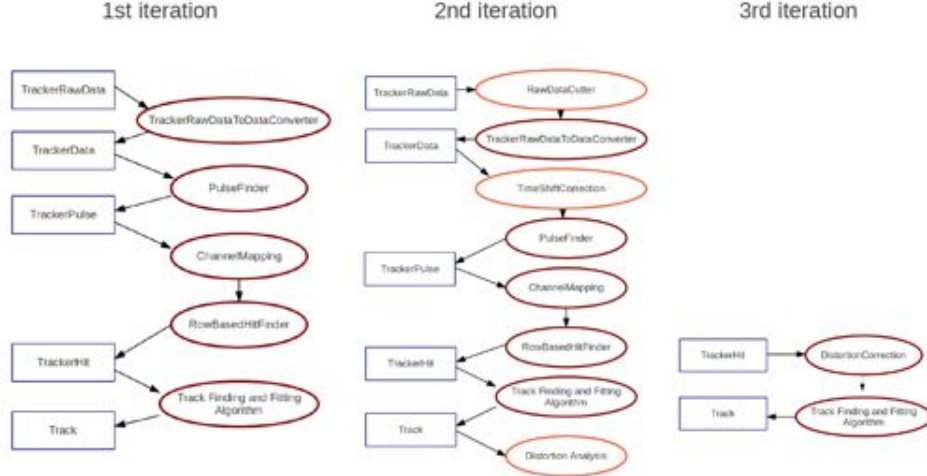 1st iteration
2nd iteration
3rd iteration
TrackerRawData
TrackerRawDataToDataConverter
TrackerData
PulseFinder
TrackerPulse
ChannelMapping
RowBasedHitFinder
TrackerHit
Track Finding and Fitting
Algorithm
Track
TrackerRawData
RawDataCutter
TrackerRawDataToDataConverter
TrackerData
TimeShiftCorrection
PulseFinder
TrackerPulse
ChannelMapping
RowBasedHitFinder
TrackerHit
Track Finding and Fitting
Algorithm
Track
Distortion Analysis
TrackerHit
DistortionCorrection
Track
Track Finding and Fitting
Algorithm